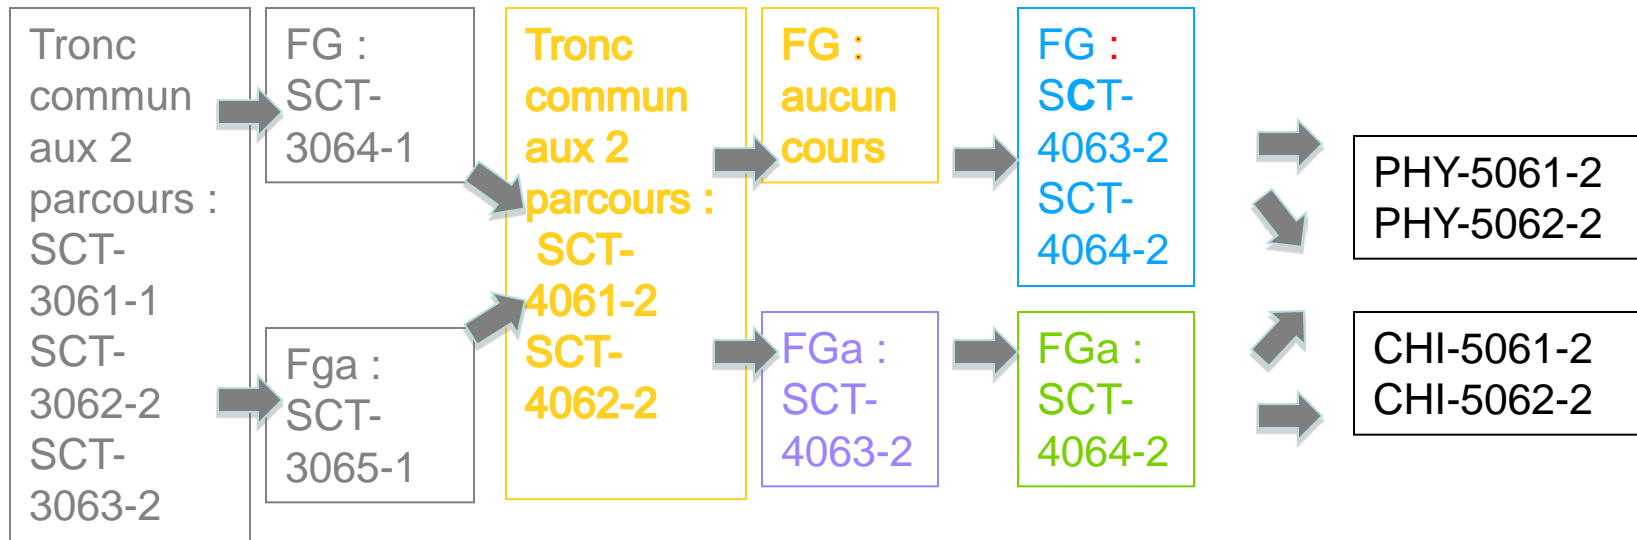 Tronc
commun
aux 2
parcours :
SCT-
3061-1
SCT-
3062-2
SCT-
3063-2
FG :
SCT-
3064-1
Fga :
SCT-
3065-1
Tronc
commun
aux 2
parcours :
SCT-
4061-2
SCT-
4062-2
FG :
aucun
cours
FGa :
SCT-
4063-2
FG :
SCT-
4063-2
SCT-
4064-2
FGa :
SCT-
4064-2
PHY-5061-2
PHY-5062-2
CHI-5061-2
CHI-5062-2